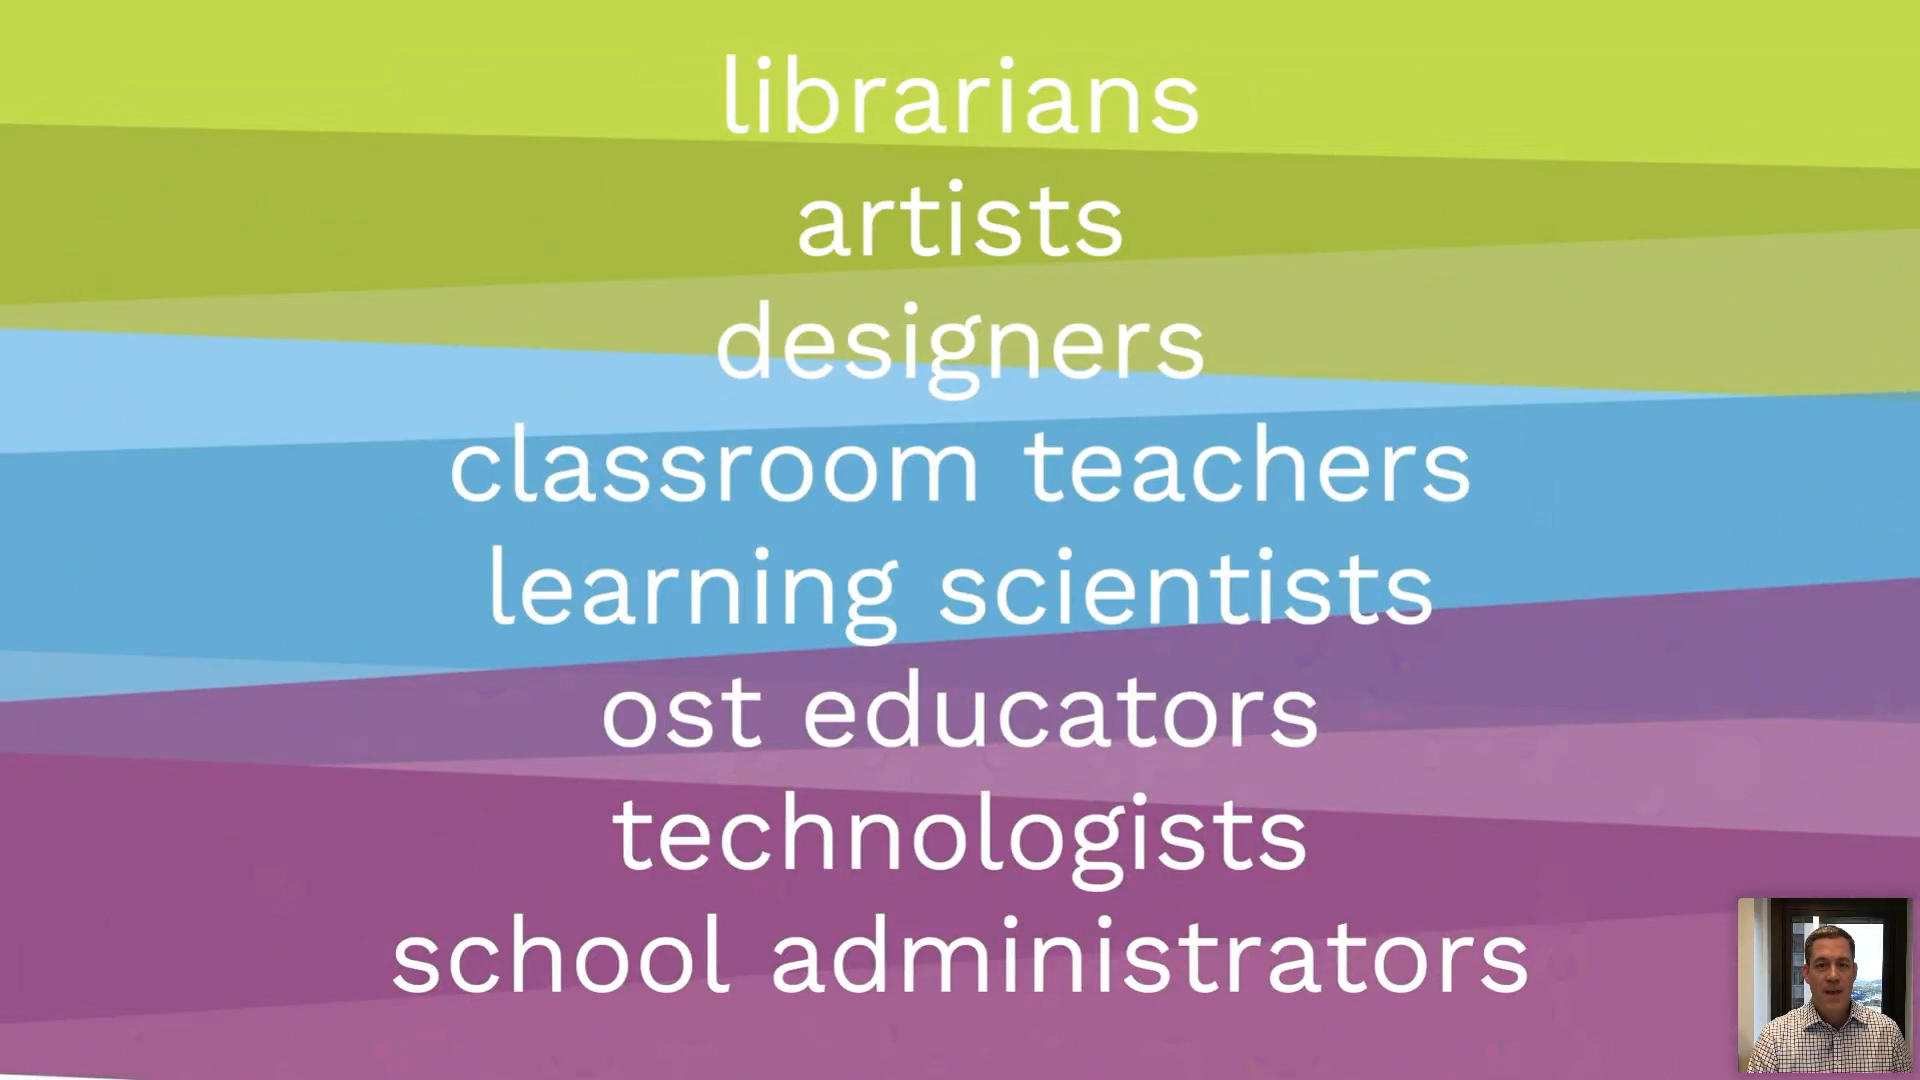 librarians
artists
designers
classroom teachers
learning scientists
ost educators
technologists
school administrators